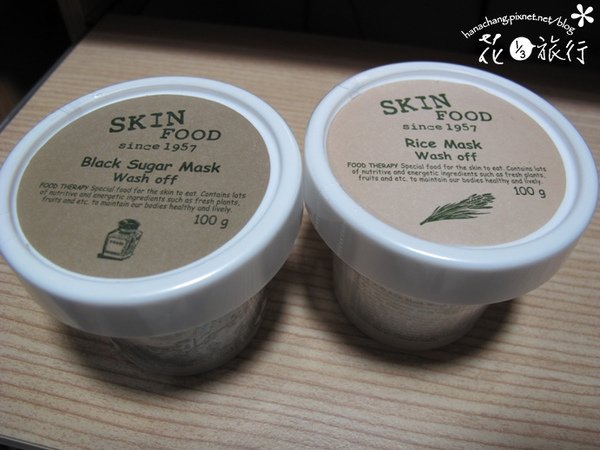 hanachang.pixnet.net/blog
花 1/3 旅行
SKIN
FOOD
since 1957
Black Sugar Mask
Wash off
FOOD THERAPY Special food for the skin to eat. Contains lots
of nutritive and energetic ingredients such as fresh plants,
fruits and etc. to maintain our bodies healthy and lively.
100 g
SKIN
FOOD
since 1957
Rice Mask
Wash off
FOOD THERAPY Special food for the skin to eat. Contains lots
of nutritive and energetic ingredients such as fresh plants,
fruits and etc. to maintain our bodies healthy and lively.
100 g